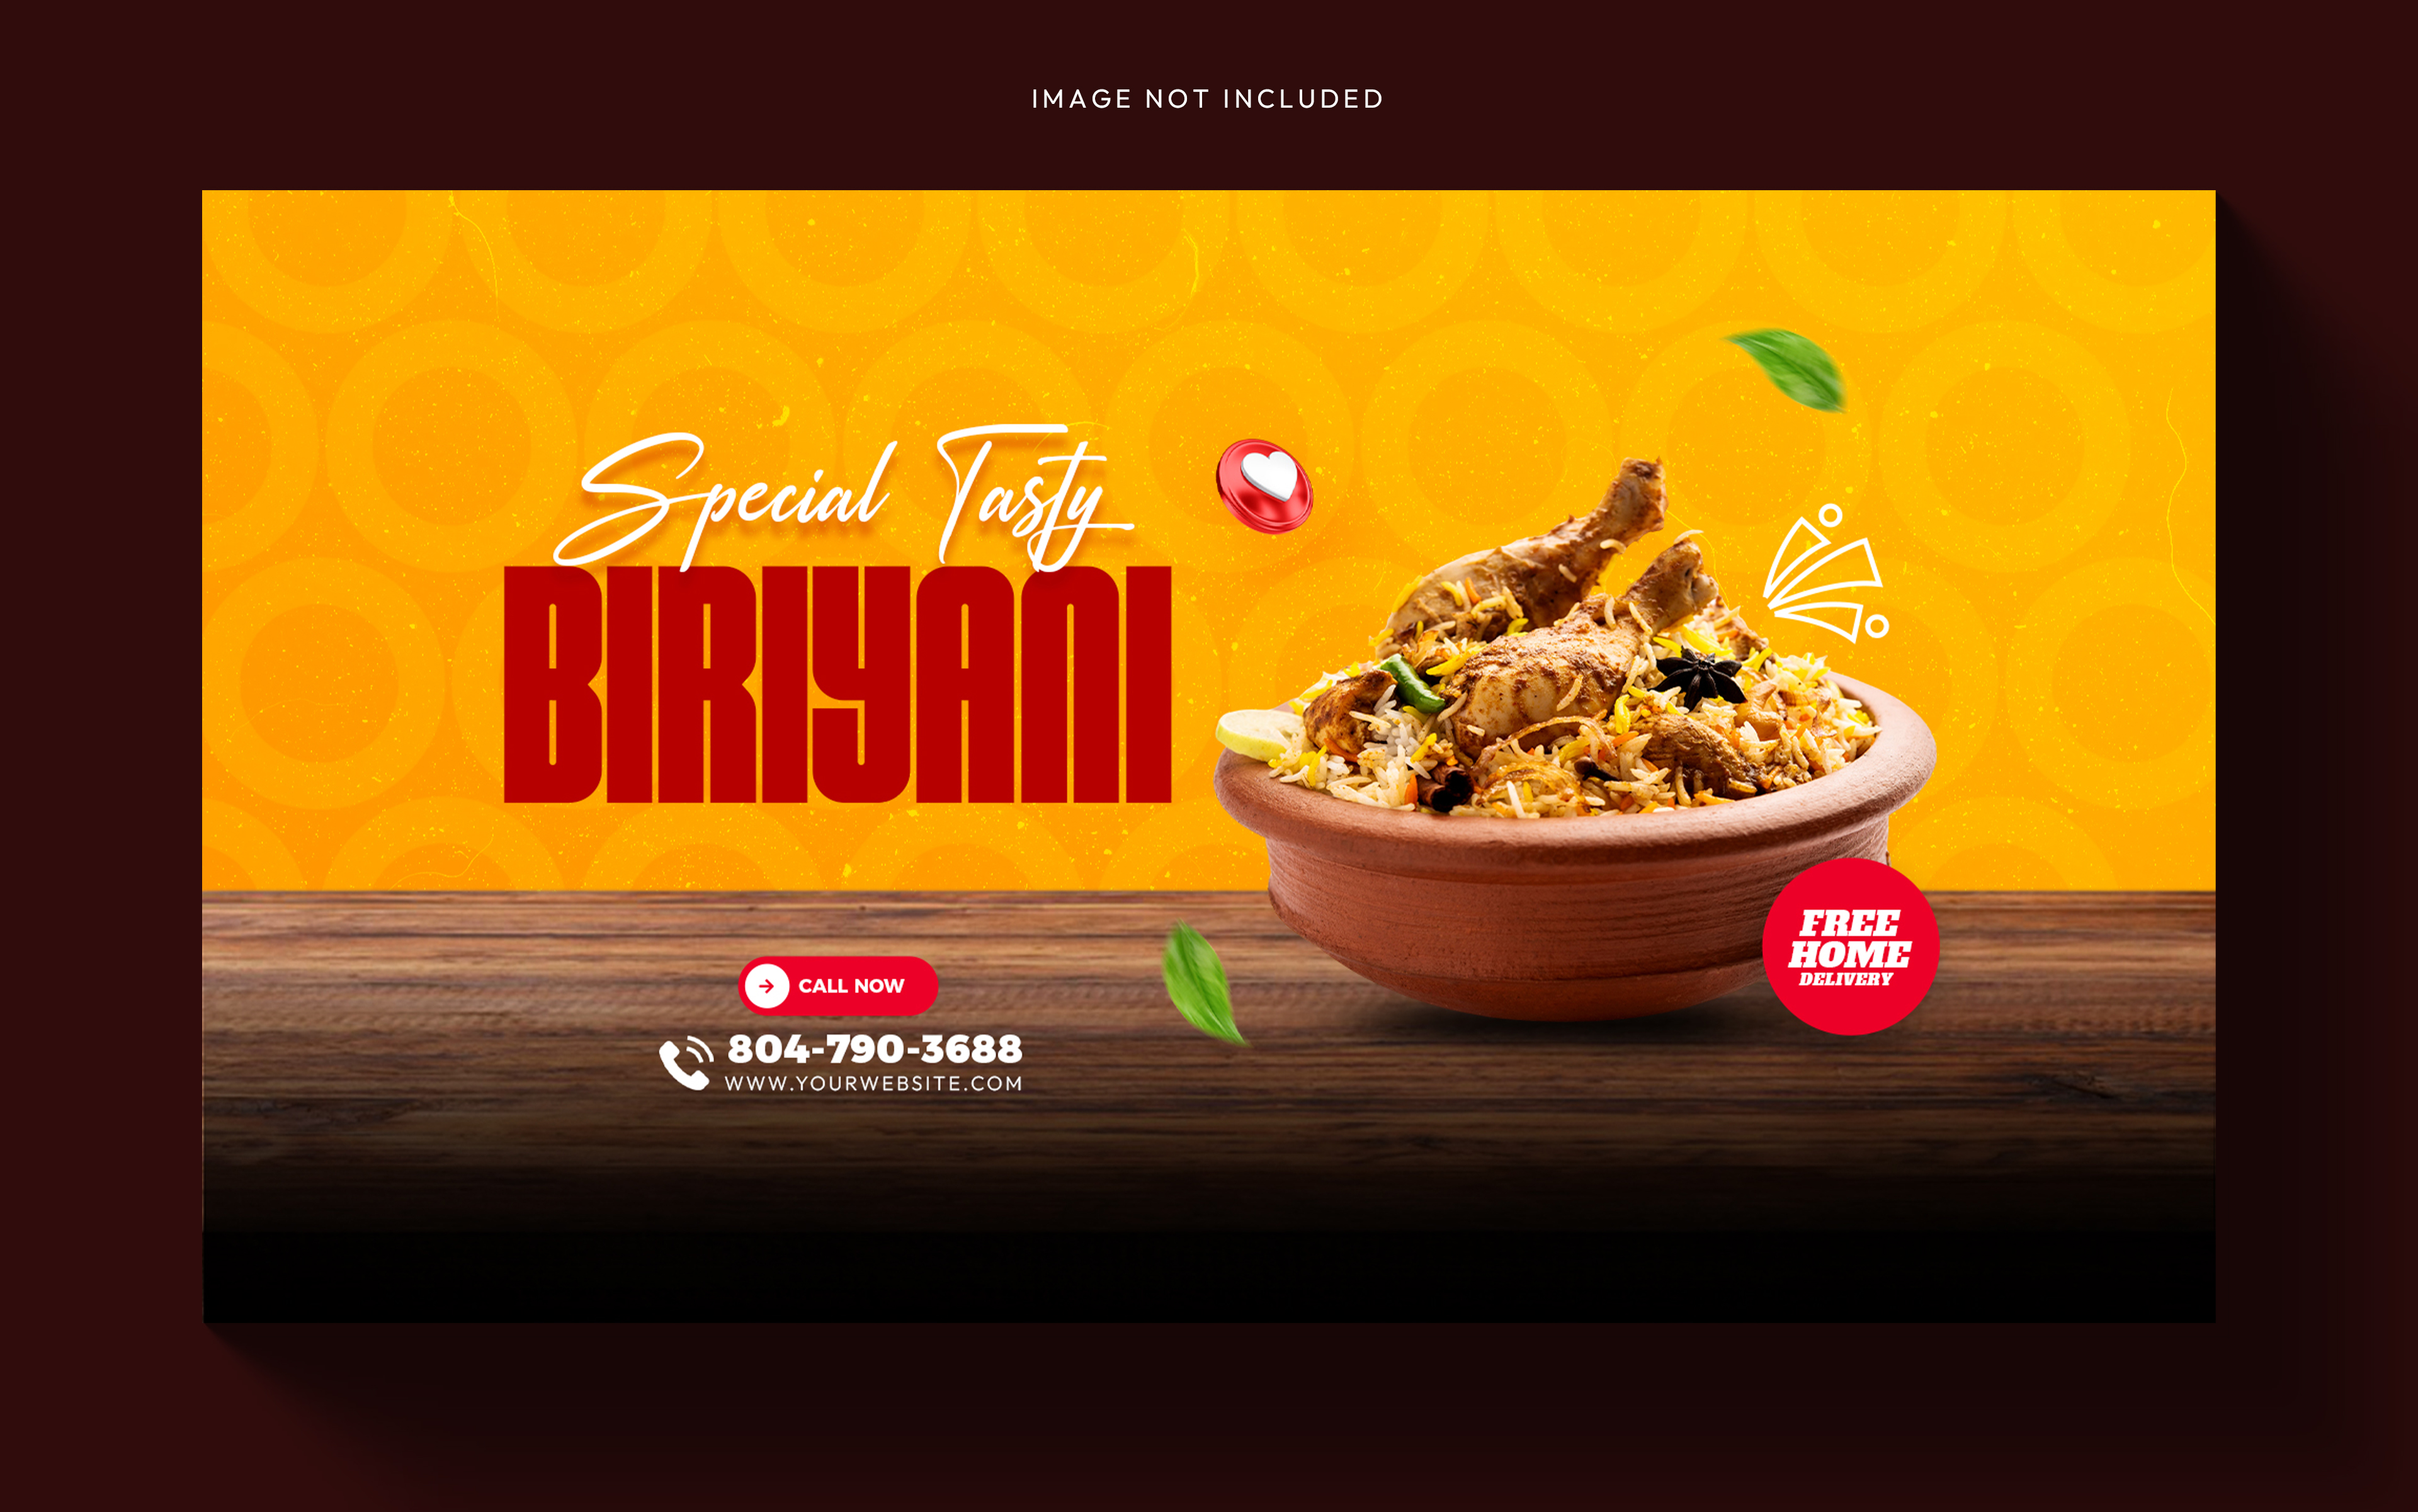 IMAGE NOT INCLUDED
Special Tasty
BIRIYANI
CALL NOW
804-790-3688
WWW.YOURWEBSITE.COM
FREE
HOME
DELIVERY